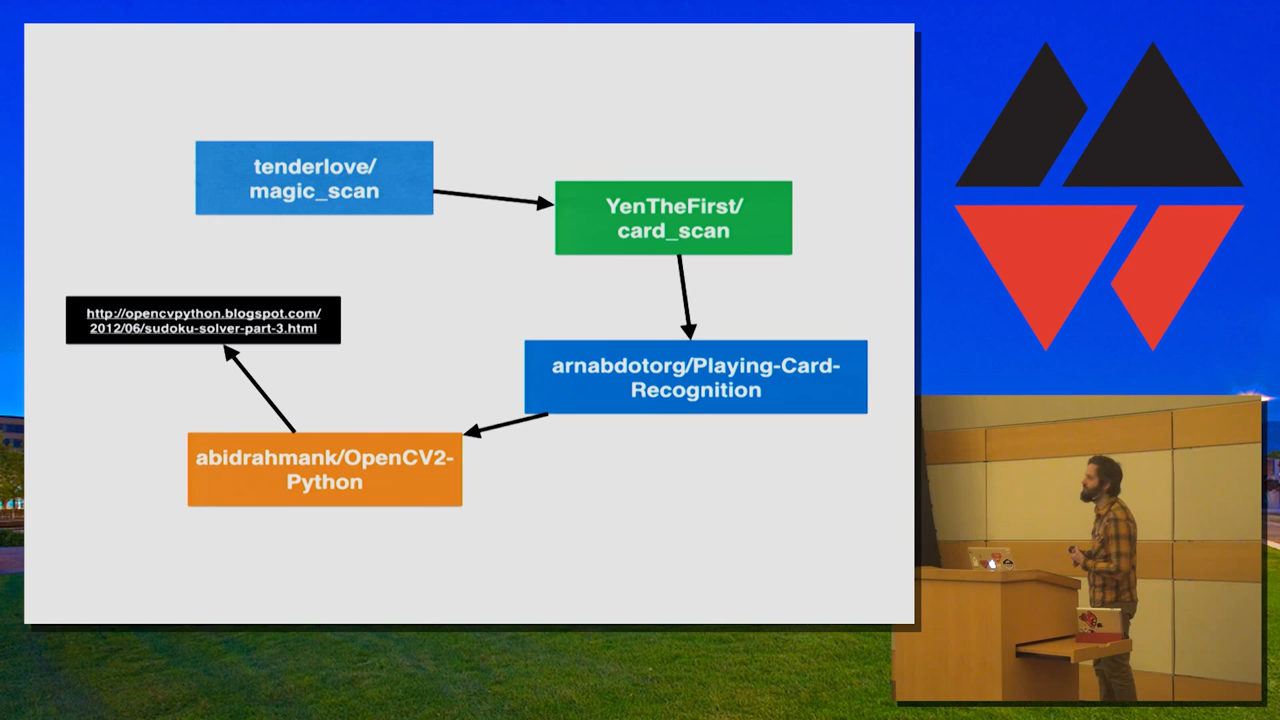 tenderlove/
magic_scan
YenTheFirst/
card_scan
http://opencvpython.blogspot.com/
2012/06/sudoku-solver-part-3.html
arnabdotorg/Playing-Card-
Recognition
abidrahmank/OpenCV2-
Python